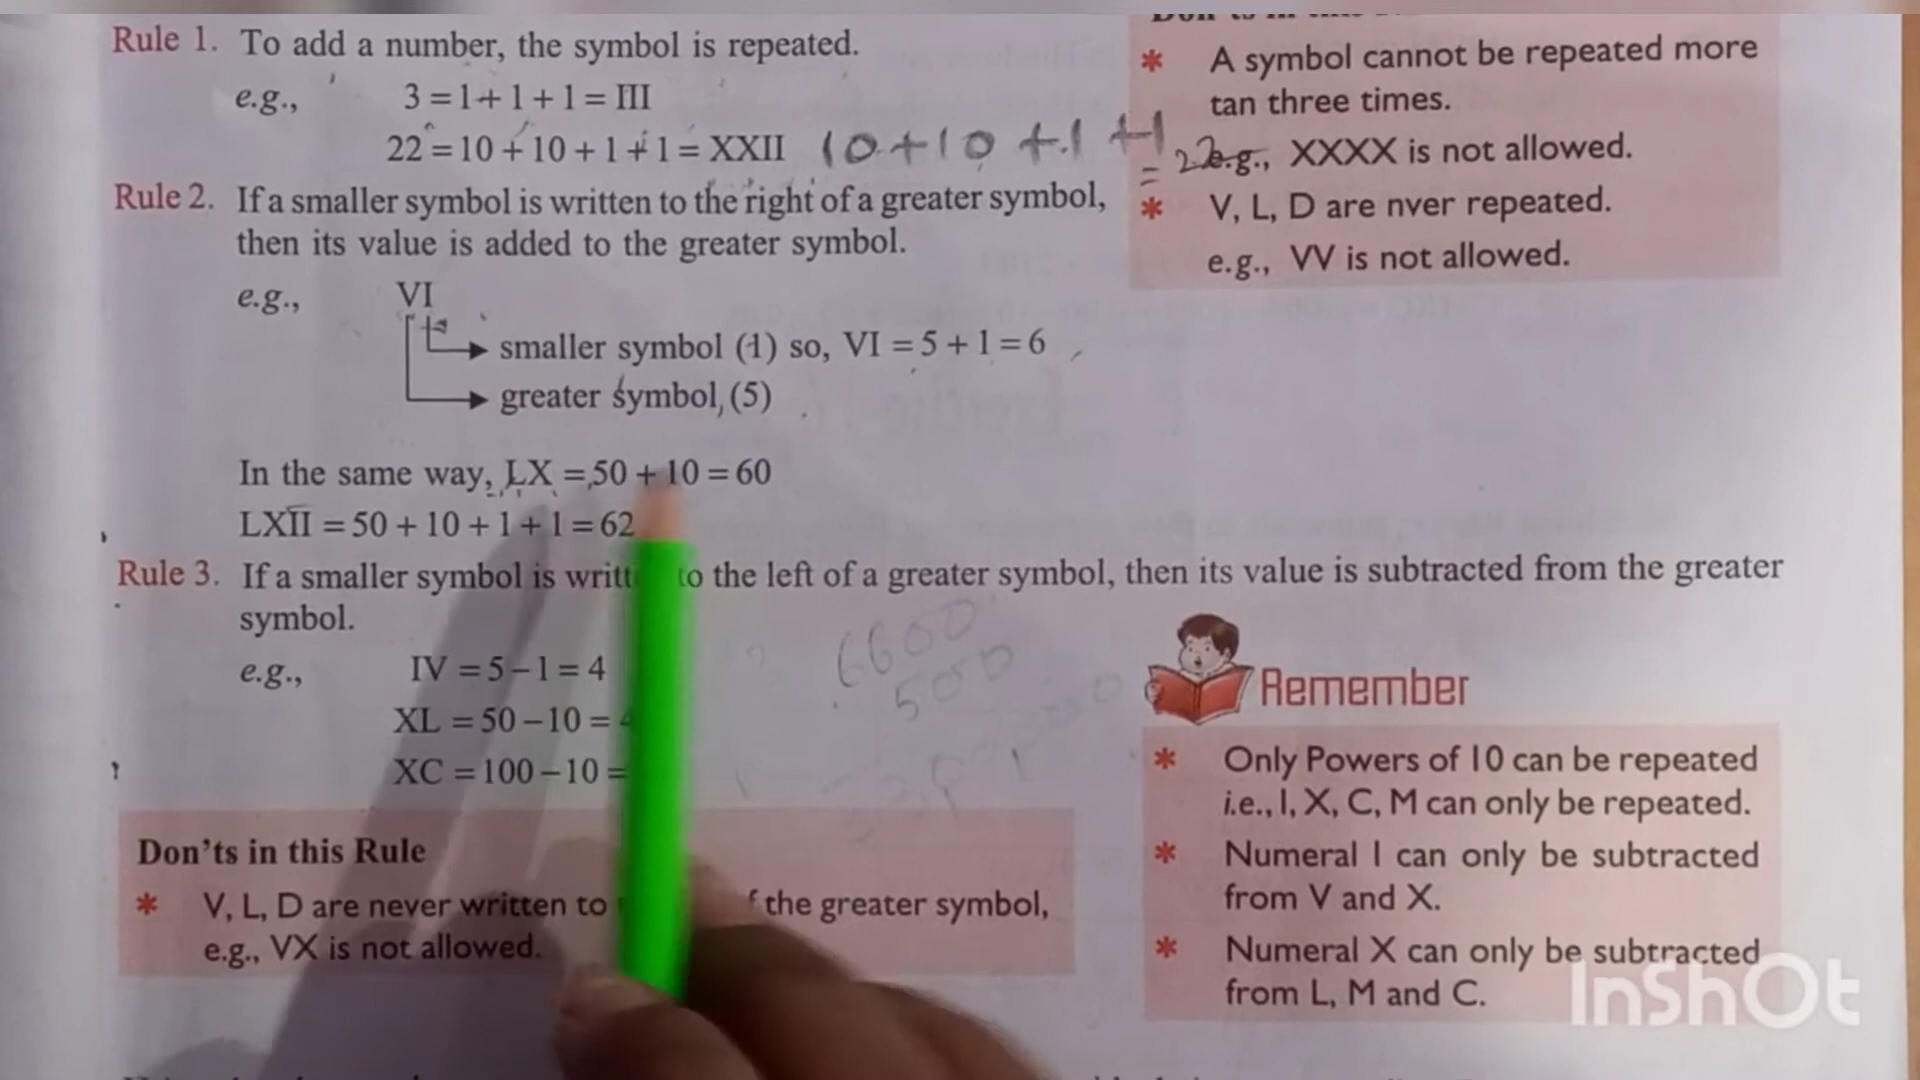 Rule 1. To add a number, the symbol is repeated.
e.g., 3 = 1 + 1 + 1 = III
22 = 10 + 10 + 1 + 1 = XXII 10+10+1+1
= 22
Rule 2. If a smaller symbol is written to the right of a greater symbol,
then its value is added to the greater symbol.
e.g., VI
smaller symbol (1) so, VI = 5 + 1 = 6
greater symbol (5)
In the same way, LX = 50 + 10 = 60
LXII = 50 + 10 + 1 + 1 = 62
* A symbol cannot be repeated more
tan three times.
e.g., XXXX is not allowed.
* V, L, D are nver repeated.
e.g., VV is not allowed.
Rule 3. If a smaller symbol is to the left of a greater symbol, then its value is subtracted from the greater
symbol.
e.g., IV = 5 – 1 = 4
XL = 50 – 10 =
XC = 100 – 10 =
6600
500
Don'ts in this Rule
* V, L, D are never written to the greater symbol,
e.g., VX is not allowed.
Remember
* Only Powers of 10 can be repeated
i.e., I, X, C, M can only be repeated.
* Numeral I can only be subtracted
from V and X.
* Numeral X can only be subtracted
from L, M and C.
InShOt